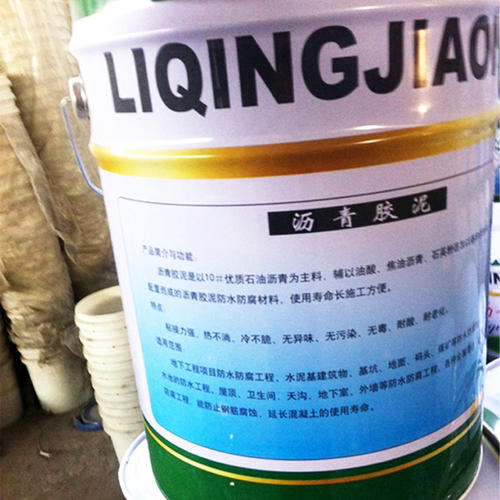 LIQINGJIAO
沥青胶泥
产品简介与功能:
沥青胶泥是以10#优质石油沥青为主料,辅以油酸、焦油沥青、石英粉
配置而成的沥青胶泥防水防腐材料,使用寿命长施工方便。
特点:
粘接力强、热不滴、冷不脆、无异味、无污染、无毒、耐酸、耐老化。
适用范围
地下工程项目防水防腐工程、水泥基建筑物、基坑、地面、码头、煤矿
水池的防水工程、屋顶、卫生间、天沟、地下室、外墙等防水防腐工程、各种
防腐工程,能防止钢筋腐蚀,延长混凝土的使用寿命。